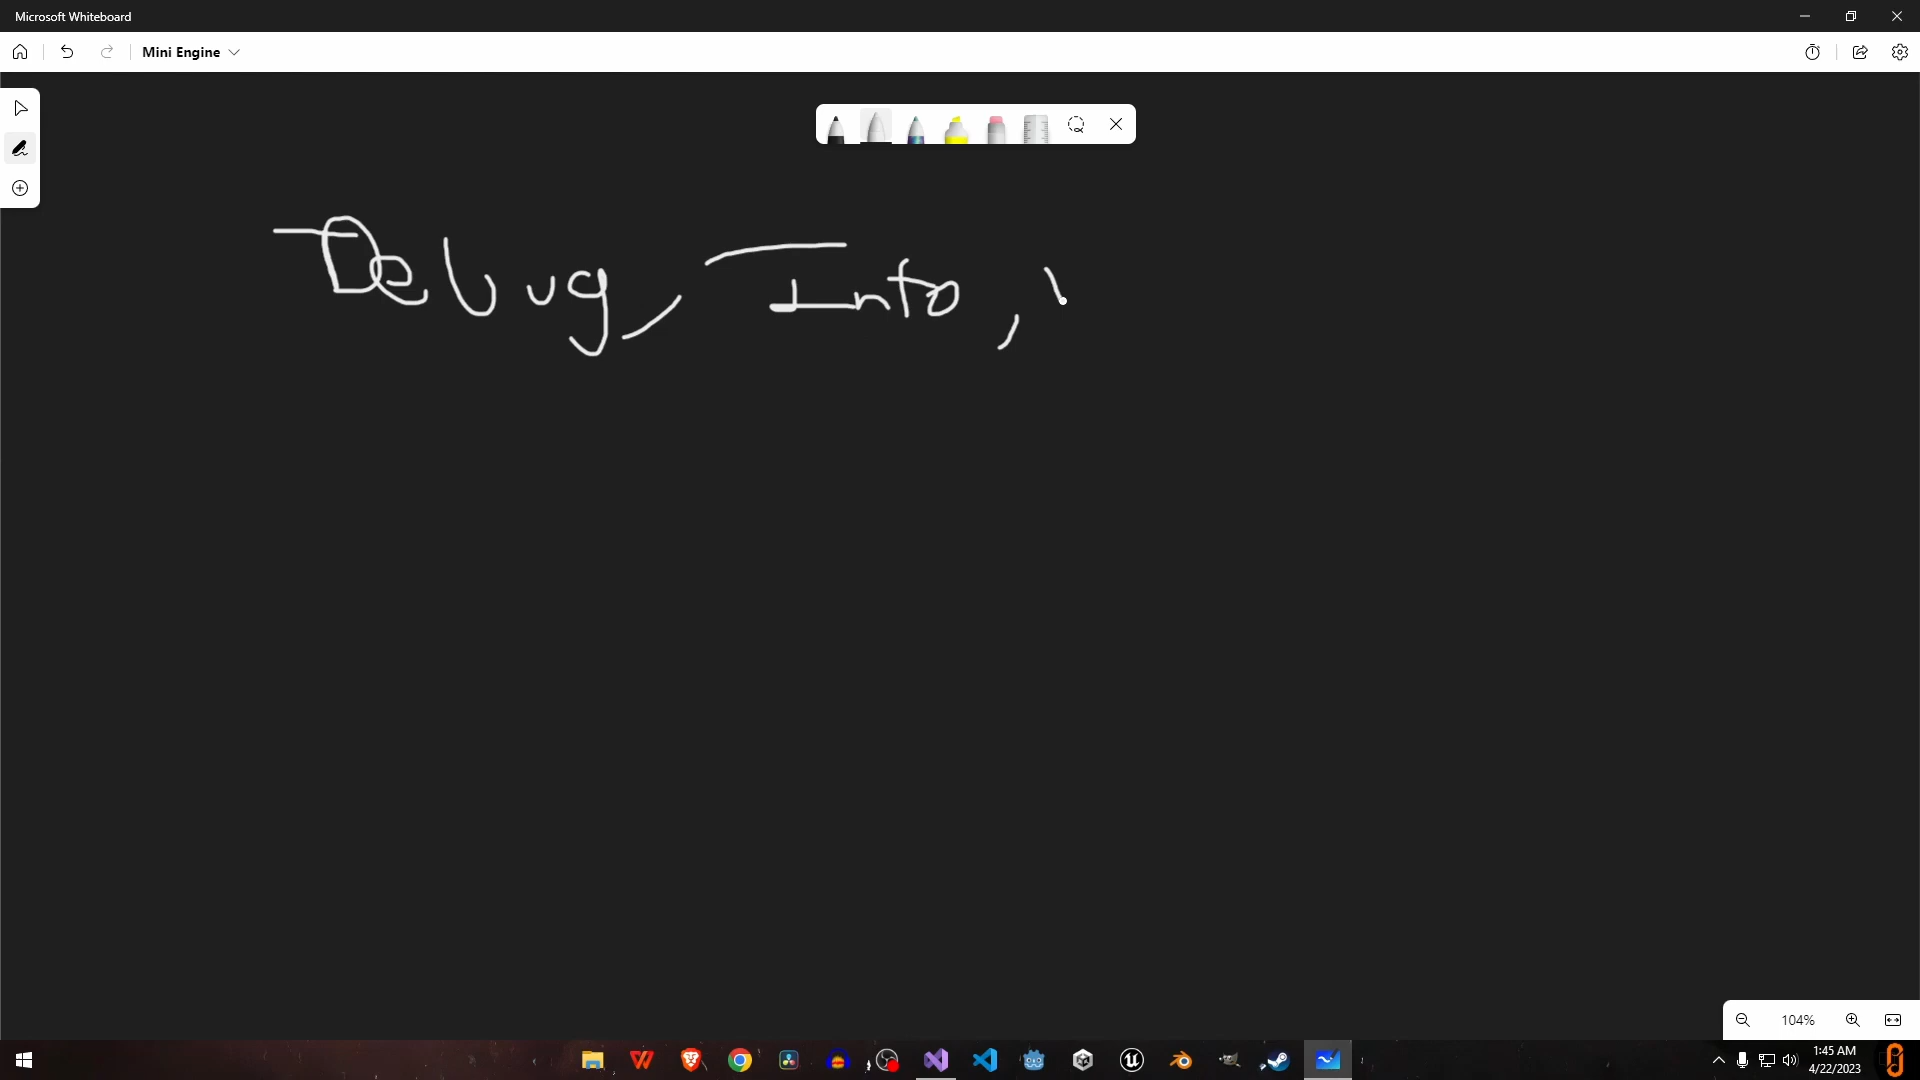 Microsoft Whiteboard
Mini Engine
Debug, Info,
104%
1:45 AM
4/22/2023